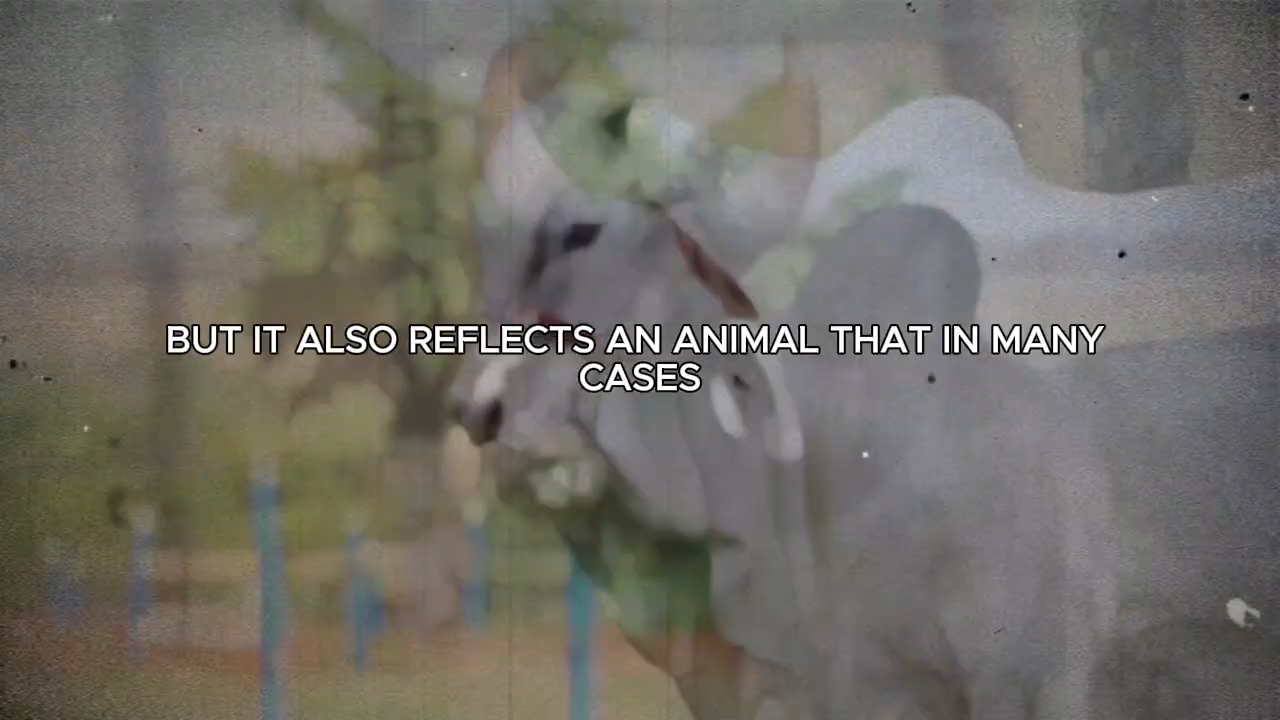 BUT IT ALSO REFLECTS AN ANIMAL THAT IN MANY
CASES